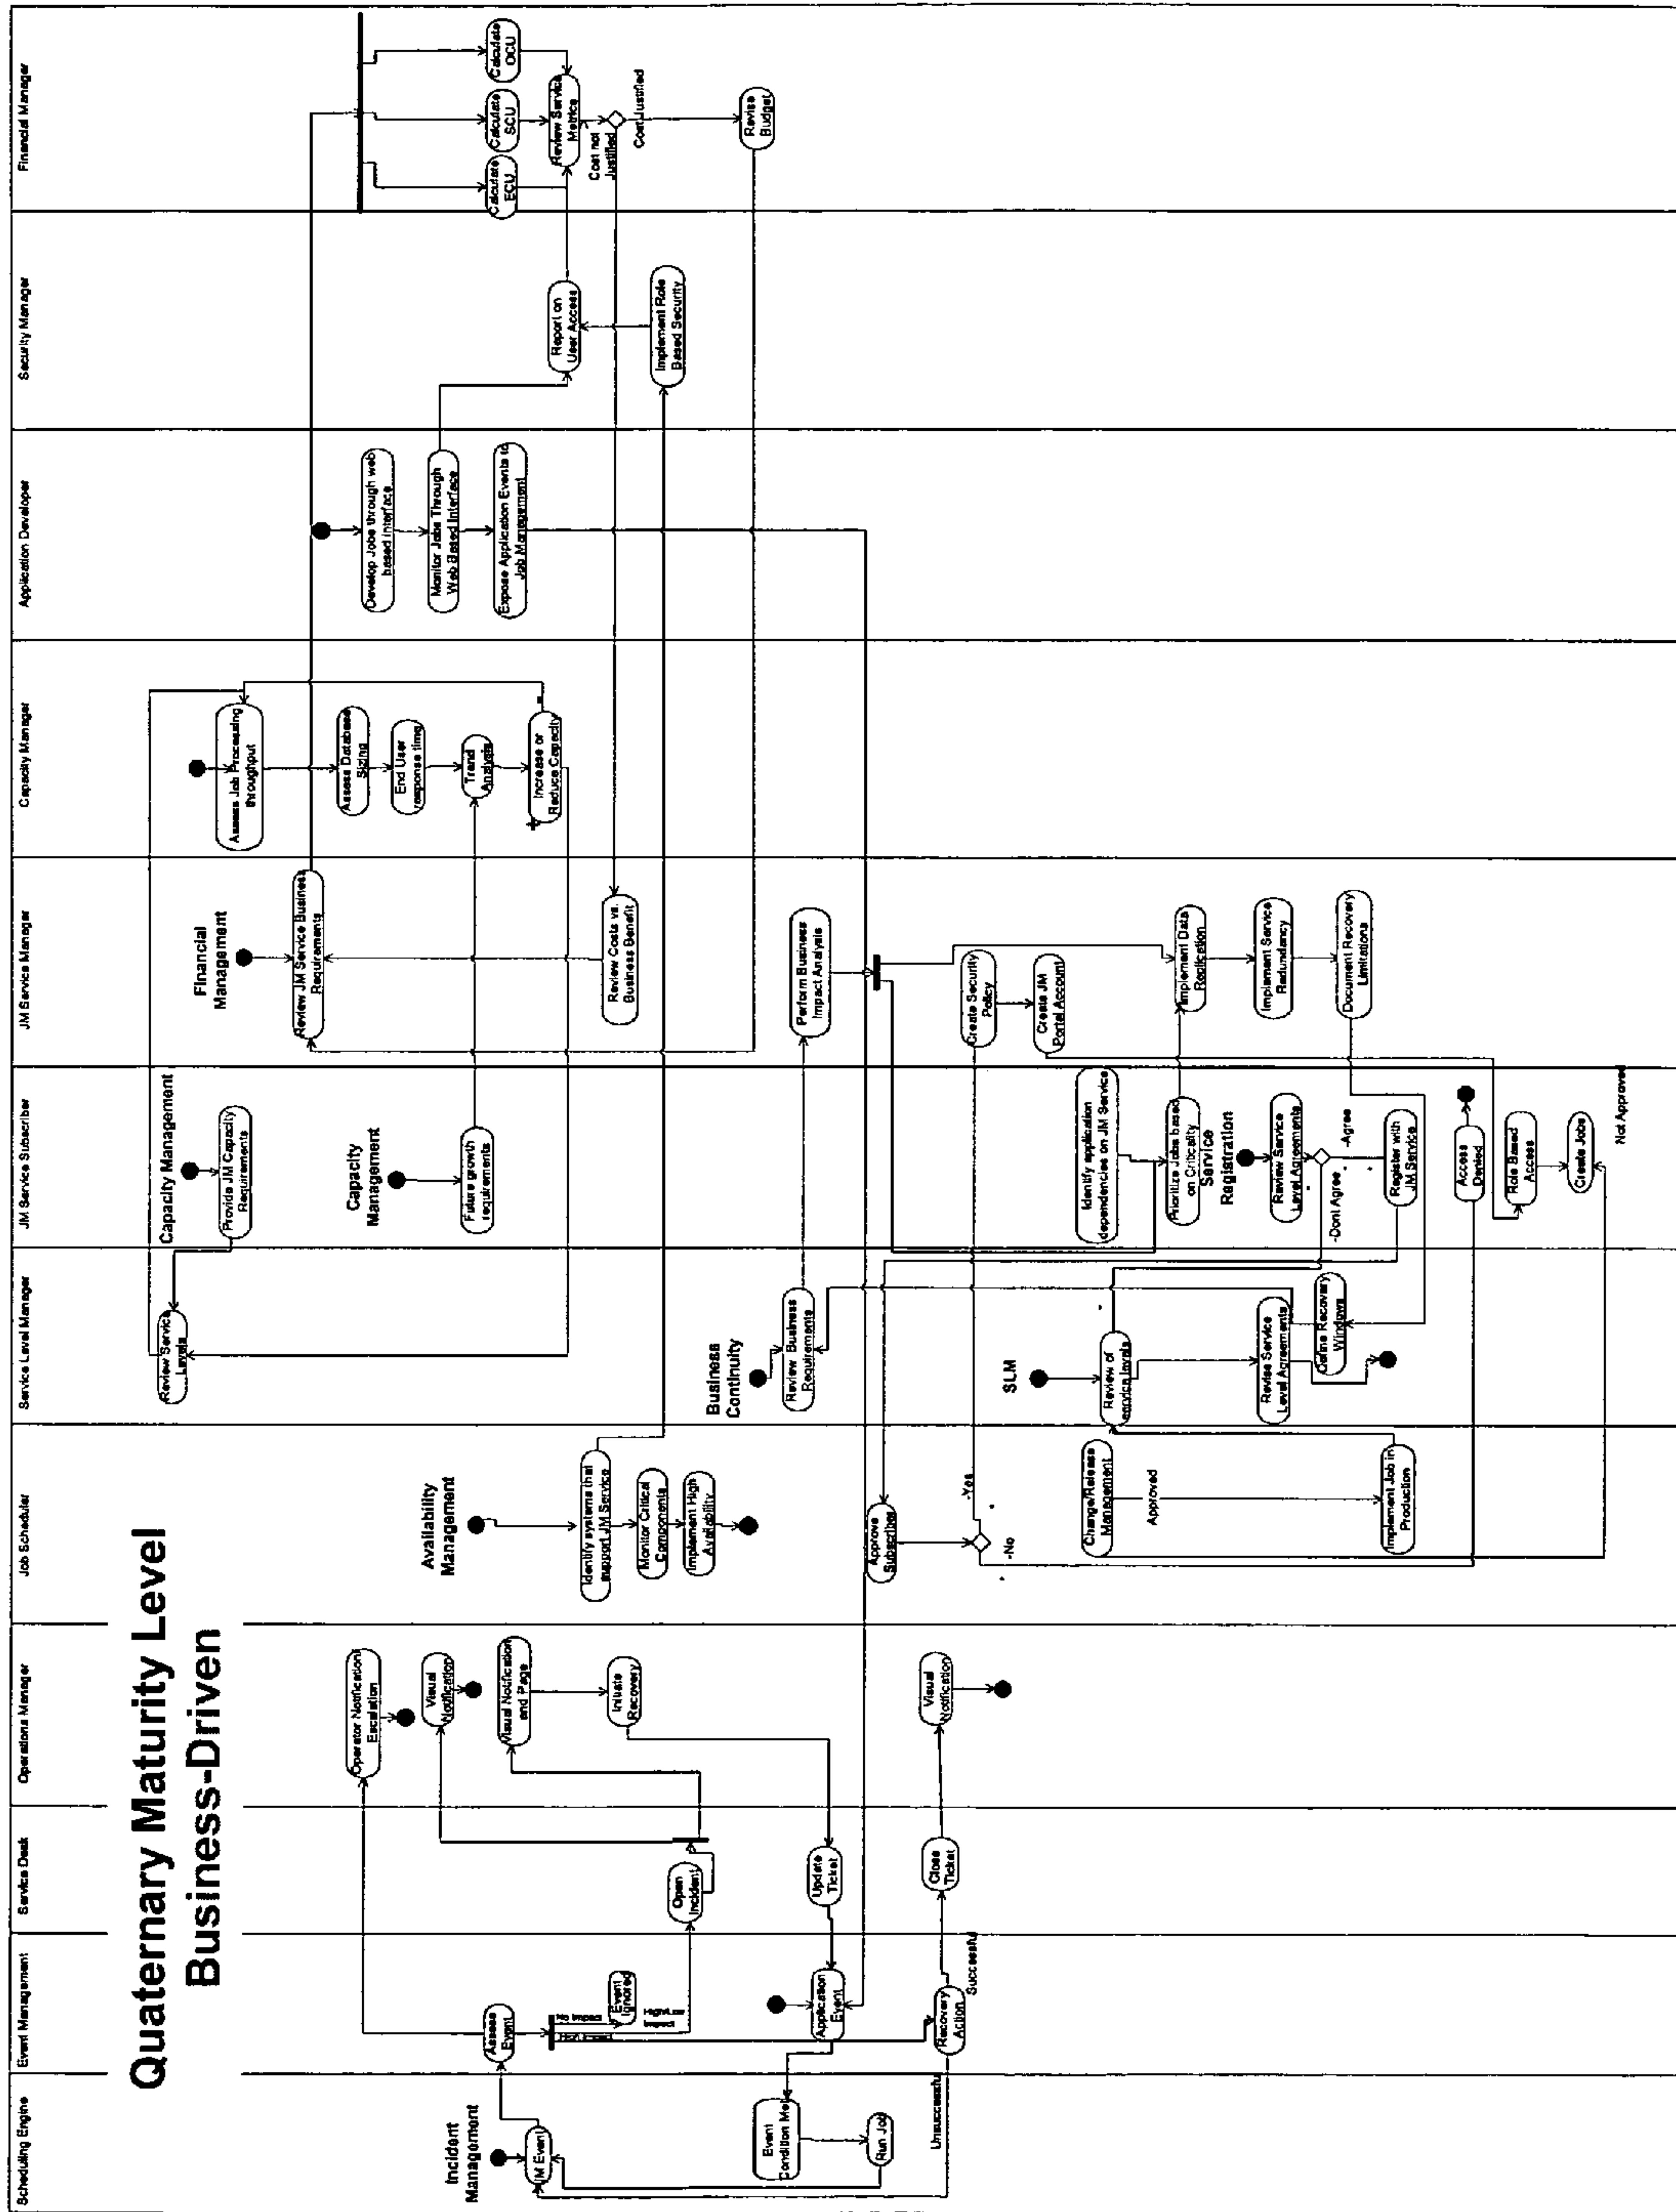 Quaternary Maturity Level
Business-Driven
Scheduling Engine
Event Management
Service Desk
Operations Manager
Job Scheduler
Service Level Manager
JM Service Subscriber
JM Service Manager
Capacity Manager
Application Developer
Security Manager
Financial Manager
Incident
Management
JM Event
Event
Condition Met
Run Job
Unsuccessful
Assess
Event
No Impact
High Impact
High/Low
Impact
Event
Ignored
Application
Event
Recovery
Action
Successful
Open
Incident
Update
Ticket
Close
Ticket
Operator Notification
Escalation
Visual
Notification
Visual Notification
and Page
Initiate
Recovery
Visual
Notification
Availability
Management
Identify systems that
support JM Service
Monitor Critical
Components
Implement High
Availability
Approve
Subscriber
-Yes
-No
Change/Release
Management
Approved
Implement Job in
Production
Review Service
Levels
Business
Continuity
Review Business
Requirements
SLM
Review of
service levels
Revise Service
Level Agreements
Define Recovery
Windows
Capacity Management
Provide JM Capacity
Requirements
Capacity
Management
Future growth
requirements
Identify application
dependencies on JM Service
Prioritize Jobs based
on Criticality
Service
Registration
Review Service
Level Agreements
-Agree
-Dont Agree
Register with
JM Service
Access
Denied
Role Based
Access
Create Jobs
Not Approved
Financial
Management
Review JM Service Business
Requirements
Review Costs vs.
Business Benefit
Perform Business
Impact Analysis
Create Security
Policy
Create JM
Portal Account
Implement Data
Replication
Implement Service
Redundancy
Document Recovery
Limitations
Assess Job Processing
throughput
Assess Database
Sizing
End User
response time
Trend
Analysis
Increase or
Reduce Capacity
+
-
Develop Jobs through web
based interface
Monitor Jobs Through
Web Based Interface
Expose Application Events to
Job Management
Report on
User Access
Implement Role
Based Security
Calculate
ECU
Calculate
SCU
Calculate
OCU
Review Service
Metrics
Cost not
Justified
Cost Justified
Revise
Budget